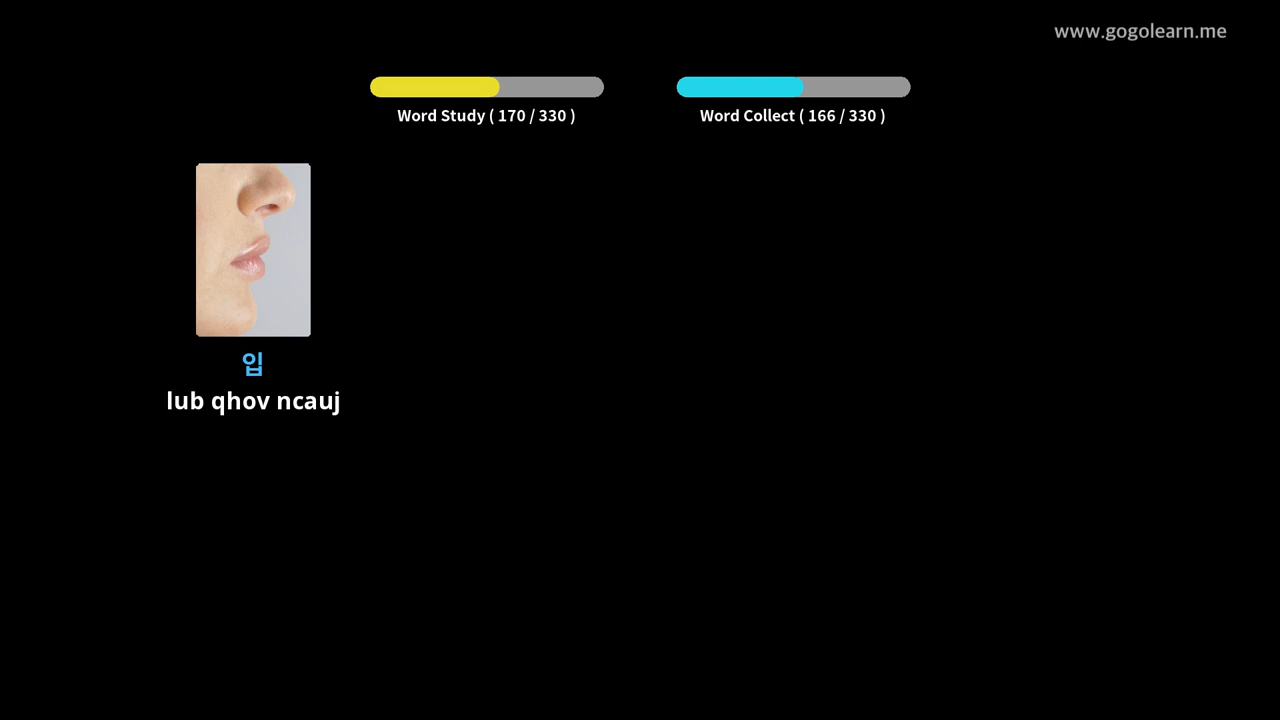 www.gogolearn.me
Word Study ( 170 / 330 )
Word Collect ( 166 / 330 )
입
lub qhov ncauj